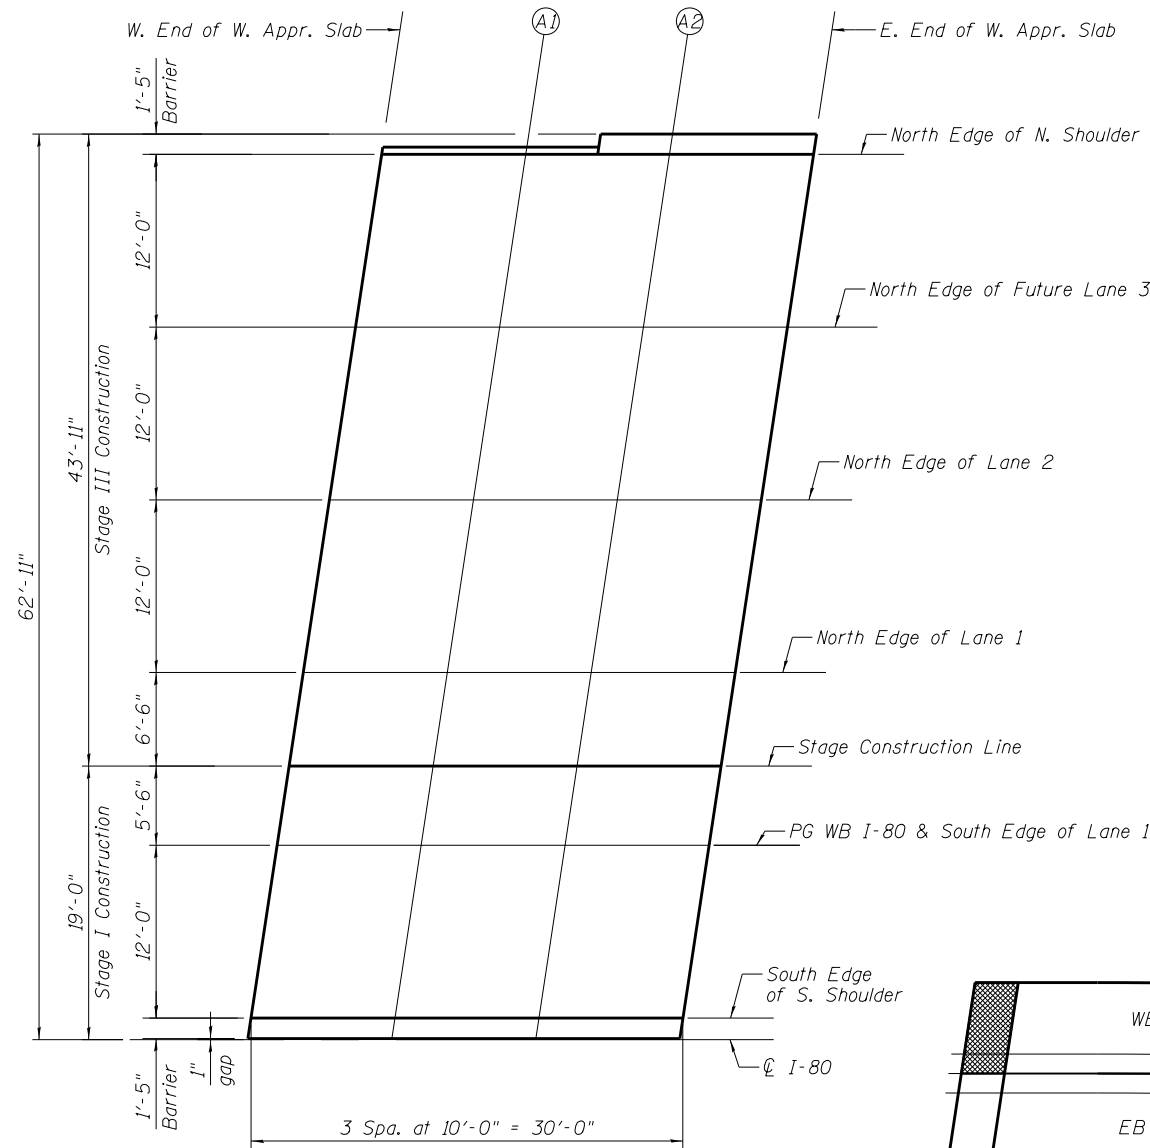 W. End of W. Appr. Slab
A1
A2
E. End of W. Appr. Slab
1'-5"
Barrier
North Edge of N. Shoulder
12'-0"
North Edge of Future Lane 3
12'-0"
43'-11"
Stage III Construction
North Edge of Lane 2
62'-11"
12'-0"
North Edge of Lane 1
6'-6"
Stage Construction Line
5'-6"
PG WB I-80 & South Edge of Lane 1
19'-0"
Stage I Construction
12'-0"
South Edge
of S. Shoulder
1"
gap
℄ I-80
1'-5"
Barrier
3 Spa. at 10'-0" = 30'-0"
WB
EB